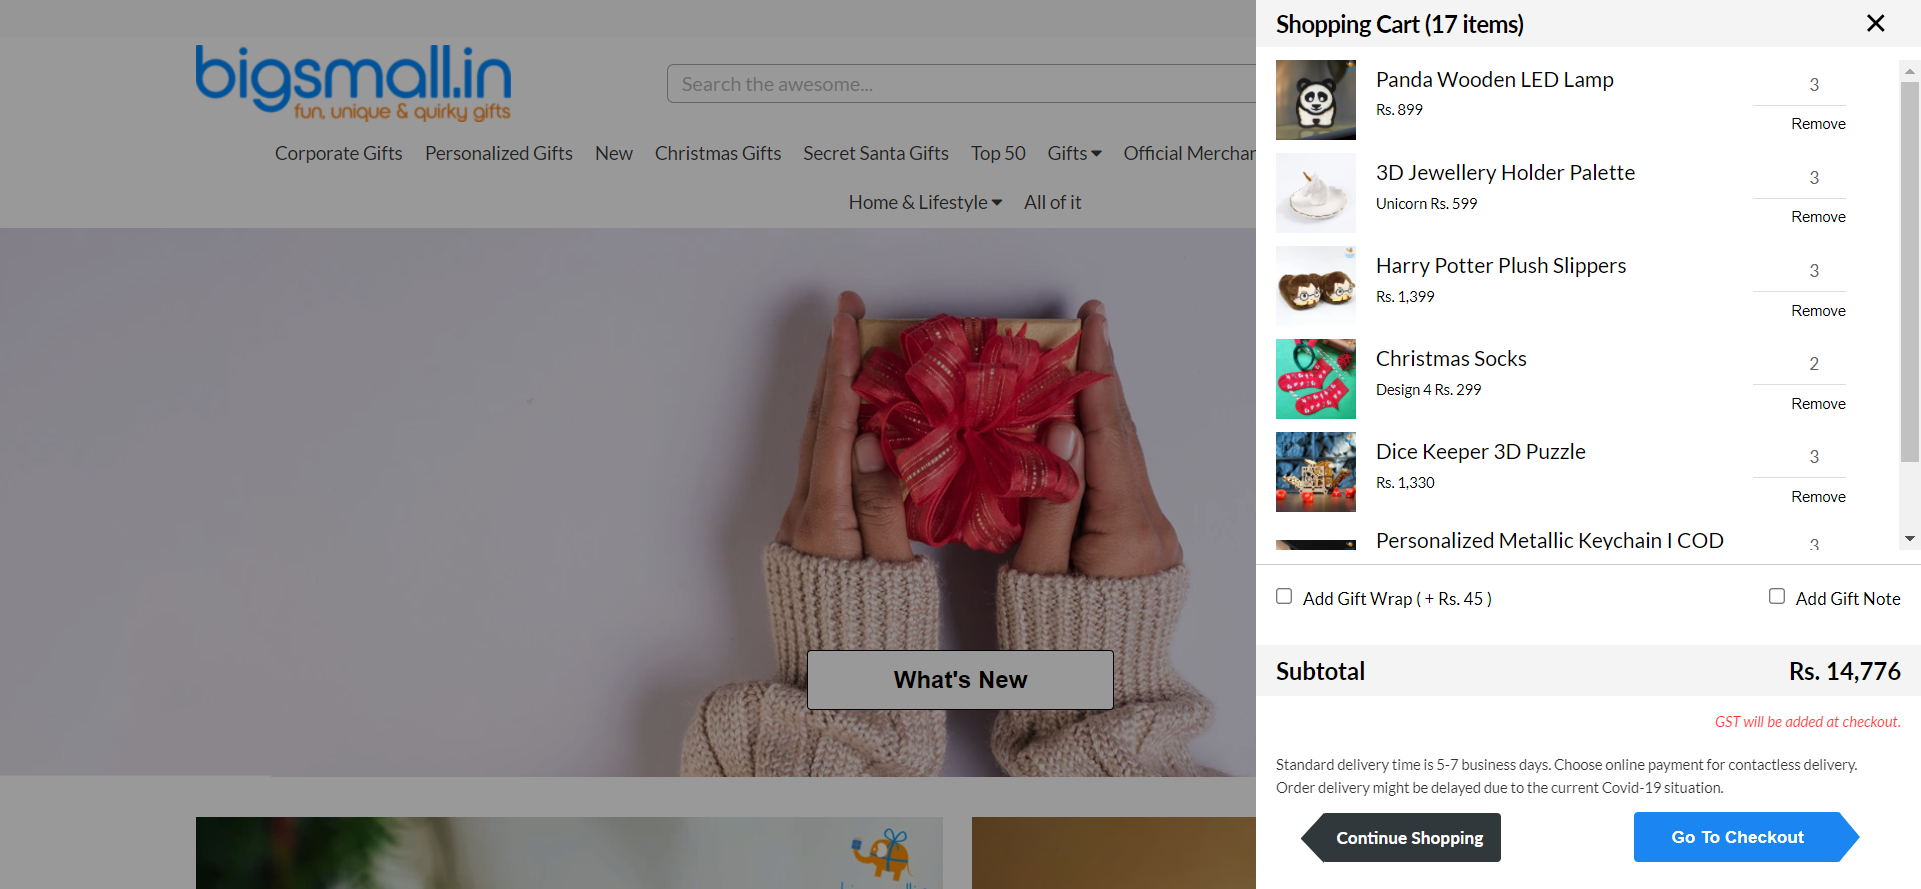 bigsmall.in
fun, unique & quirky gifts
Search the awesome...
Corporate Gifts Personalized Gifts New Christmas Gifts Secret Santa Gifts Top 50 Gifts Official Merchan
Home & Lifestyle All of it
What's New
Shopping Cart (17 items)
Panda Wooden LED Lamp 3
Rs. 899
Remove
3D Jewellery Holder Palette 3
Unicorn Rs. 599
Remove
Harry Potter Plush Slippers 3
Rs. 1,399
Remove
Christmas Socks 2
Design 4 Rs. 299
Remove
Dice Keeper 3D Puzzle 3
Rs. 1,330
Remove
Personalized Metallic Keychain I COD 3
Add Gift Wrap ( + Rs. 45 ) Add Gift Note
Subtotal Rs. 14,776
GST will be added at checkout.
Standard delivery time is 5-7 business days. Choose online payment for contactless delivery.
Order delivery might be delayed due to the current Covid-19 situation.
Continue Shopping Go To Checkout